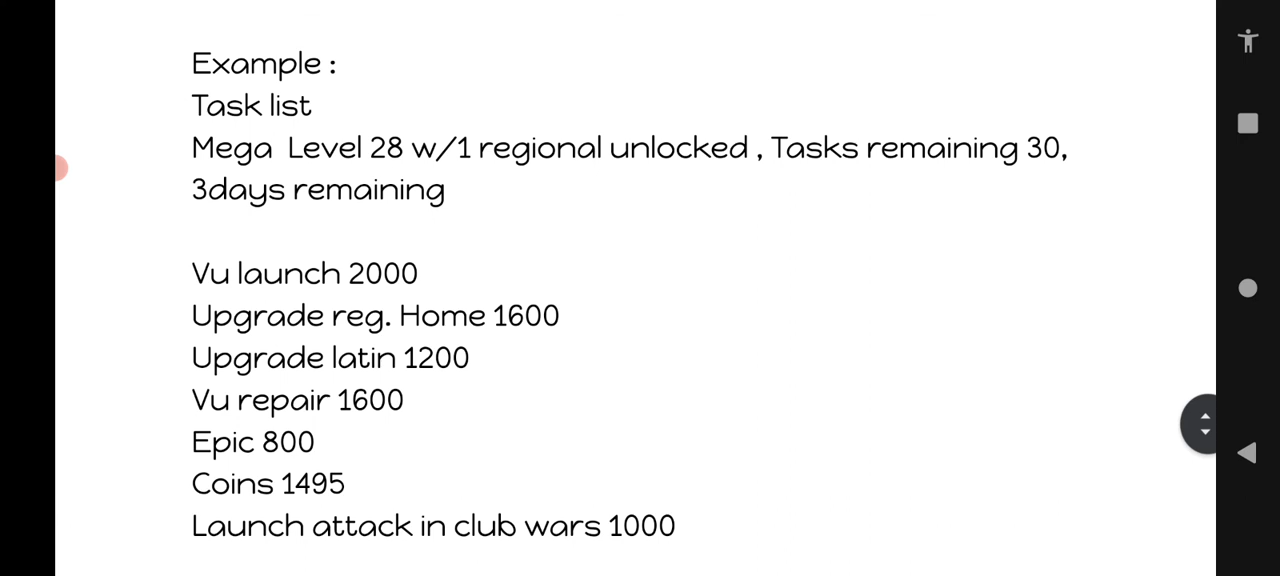 Example :
Task list
Mega Level 28 w/1 regional unlocked , Tasks remaining 30,
3days remaining
Vu launch 2000
Upgrade reg. Home 1600
Upgrade latin 1200
Vu repair 1600
Epic 800
Coins 1495
Launch attack in club wars 1000